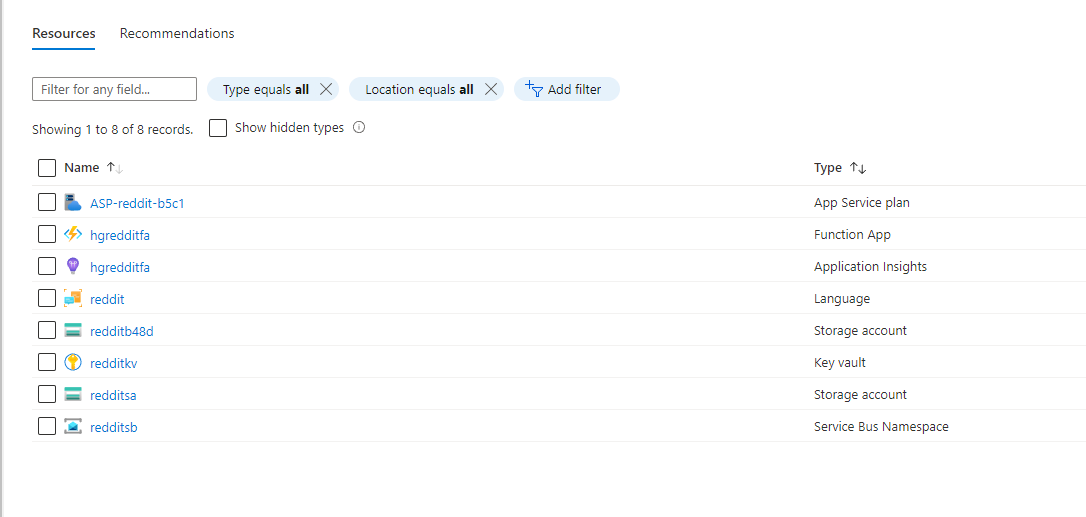 Resources Recommendations
Filter for any field... Type equals all Location equals all Add filter
Showing 1 to 8 of 8 records. Show hidden types
Name Type
ASP-reddit-b5c1 App Service plan
hgredditfa Function App
hgredditfa Application Insights
reddit Language
redditb48d Storage account
redditkv Key vault
redditsa Storage account
redditsb Service Bus Namespace